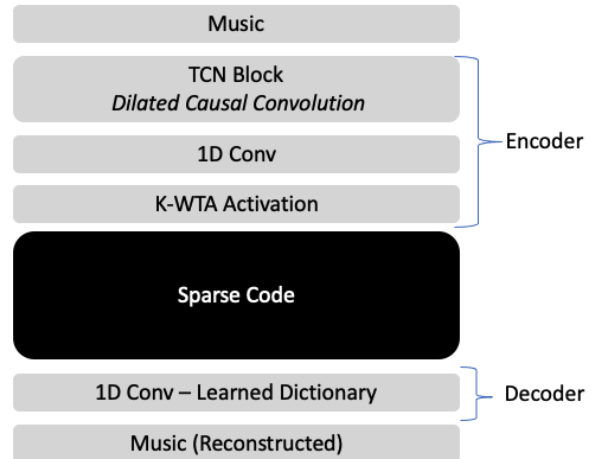 Music
TCN Block
Dilated Causal Convolution
1D Conv
K-WTA Activation
Encoder
Sparse Code
1D Conv – Learned Dictionary
Decoder
Music (Reconstructed)